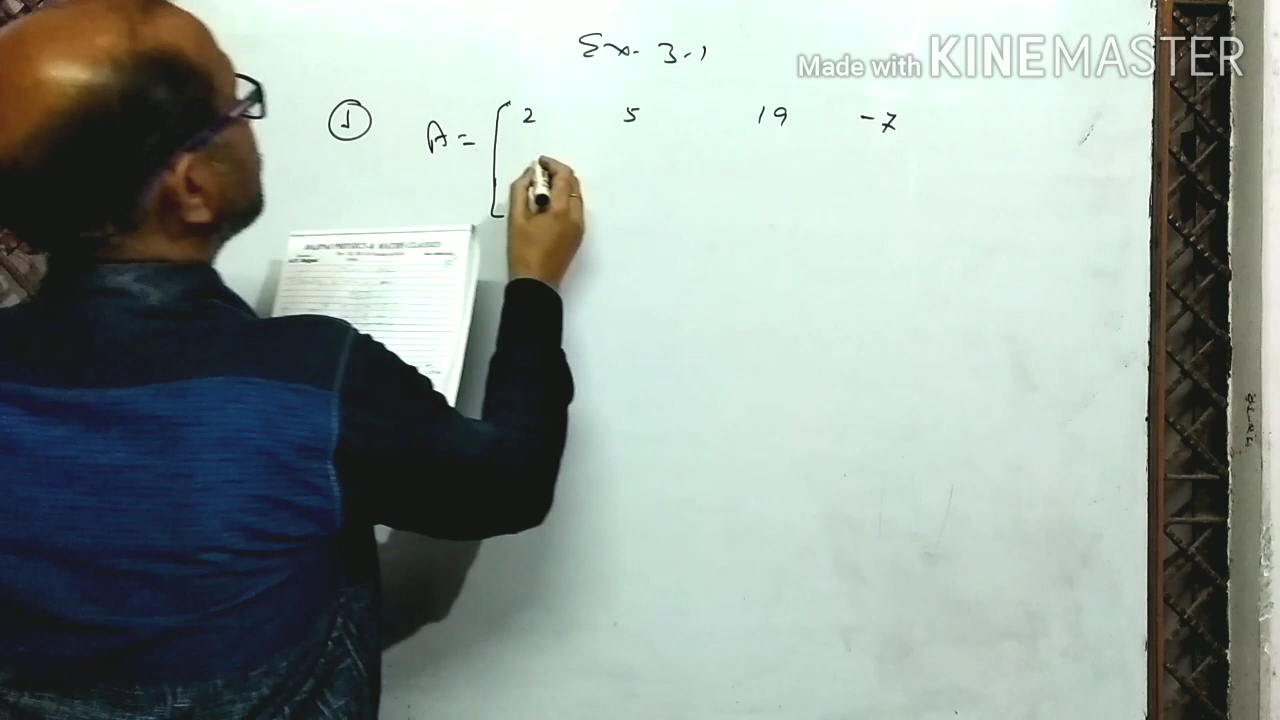 Ex. 3.1
Made with KINEMASTER
① A = [ 2 5 19 -7